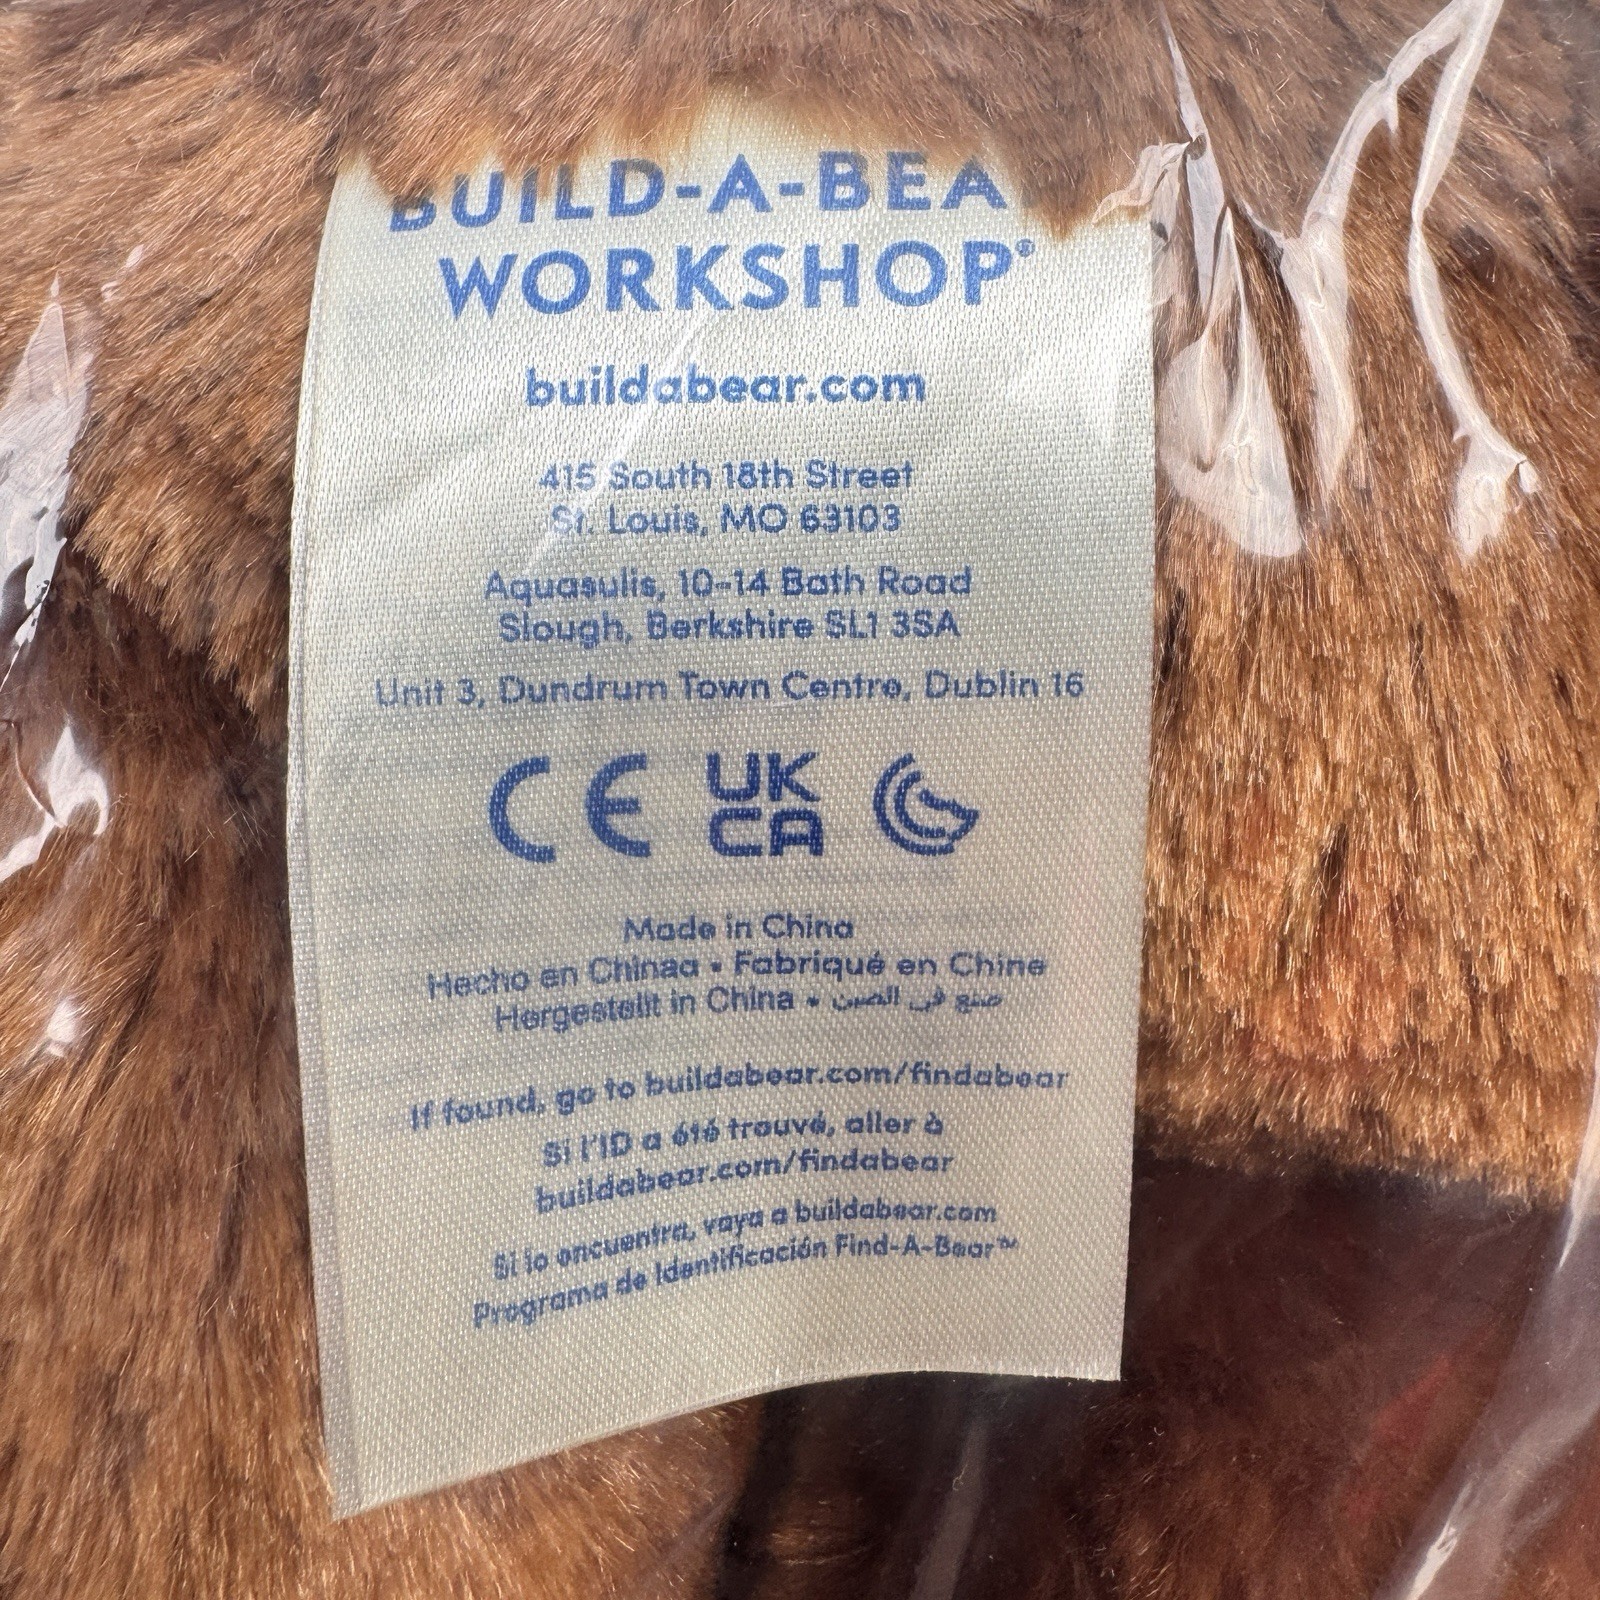 BUILD-A-BEA
WORKSHOP®
buildabear.com
415 South 18th Street
St. Louis, MO 63103
Aquasulis, 10-14 Bath Road
Slough, Berkshire SL1 3SA
Unit 3, Dundrum Town Centre, Dublin 16
CE UK CA
Made in China
Hecho en Chinaa • Fabriqué en Chine
Hergestellt in China • صنع في الصين
If found, go to buildabear.com/findabear
Si l'ID a été trouvé, aller à
buildabear.com/findabear
Si lo encuentra, vaya a buildabear.com
Programa de Identificación Find-A-Bear™